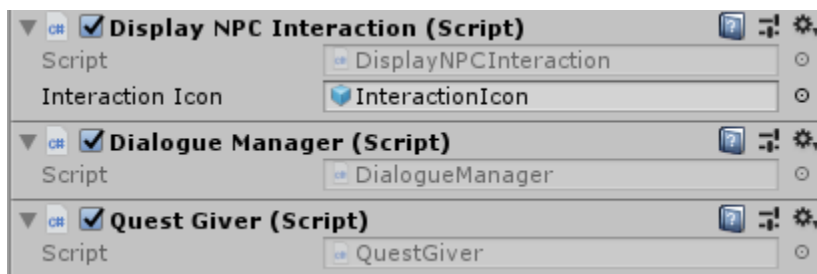 Display NPC Interaction (Script)
Script DisplayNPCInteraction
Interaction Icon InteractionIcon
Dialogue Manager (Script)
Script DialogueManager
Quest Giver (Script)
Script QuestGiver